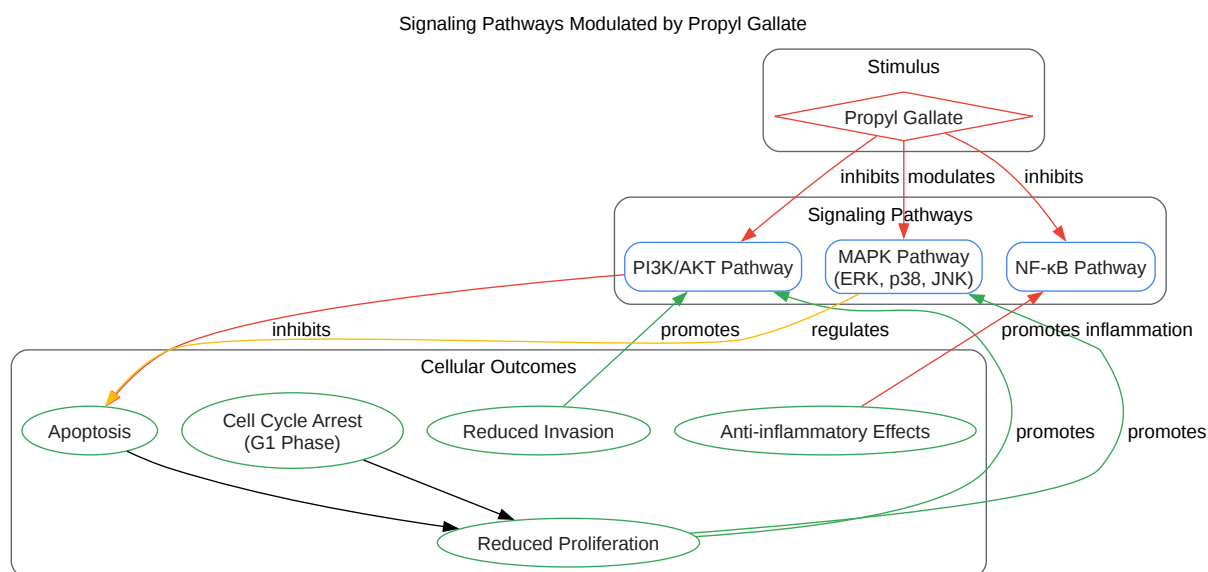 Signaling Pathways Modulated by Propyl Gallate
Stimulus
Propyl Gallate
inhibits
modulates
inhibits
Signaling Pathways
PI3K/AKT Pathway
MAPK Pathway
(ERK, p38, JNK)
NF-κB Pathway
inhibits
promotes
regulates
promotes inflammation
Cellular Outcomes
Apoptosis
Cell Cycle Arrest
(G1 Phase)
Reduced Invasion
Anti-inflammatory Effects
promotes
promotes
Reduced Proliferation